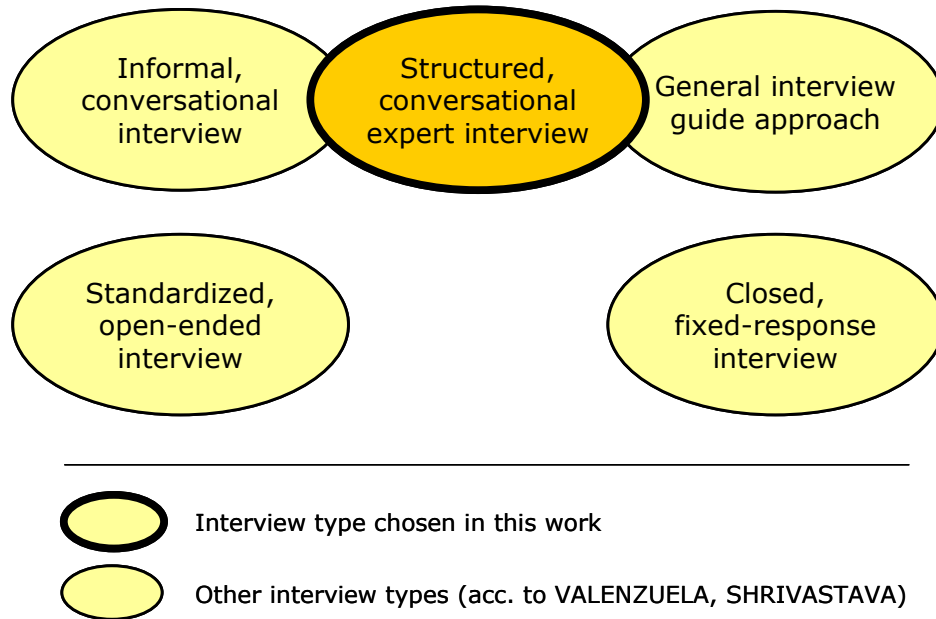 Informal,
conversational
interview
Structured,
conversational
expert interview
General interview
guide approach
Standardized,
open-ended
interview
Closed,
fixed-response
interview
Interview type chosen in this work
Other interview types (acc. to VALENZUELA, SHRIVASTAVA)